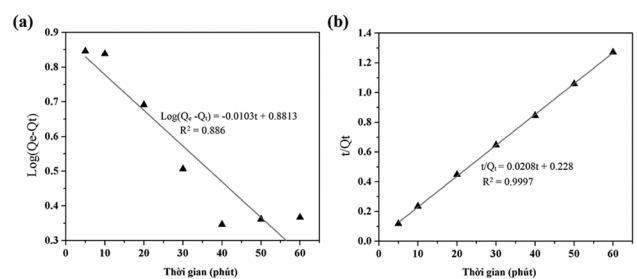 (a)
0.9
0.8
0.7
0.6
0.5
0.4
0.3
Log(Qe-Qt)
Log(Qe -Qt) = -0.0103t + 0.8813
R² = 0.886
0 10 20 30 40 50 60
Thời gian (phút)
(b)
1.4
1.2
1.0
0.8
0.6
0.4
0.2
0.0
t/Qt
t/Qt = 0.0208t + 0.228
R² = 0.9997
0 10 20 30 40 50 60
Thời gian (phút)